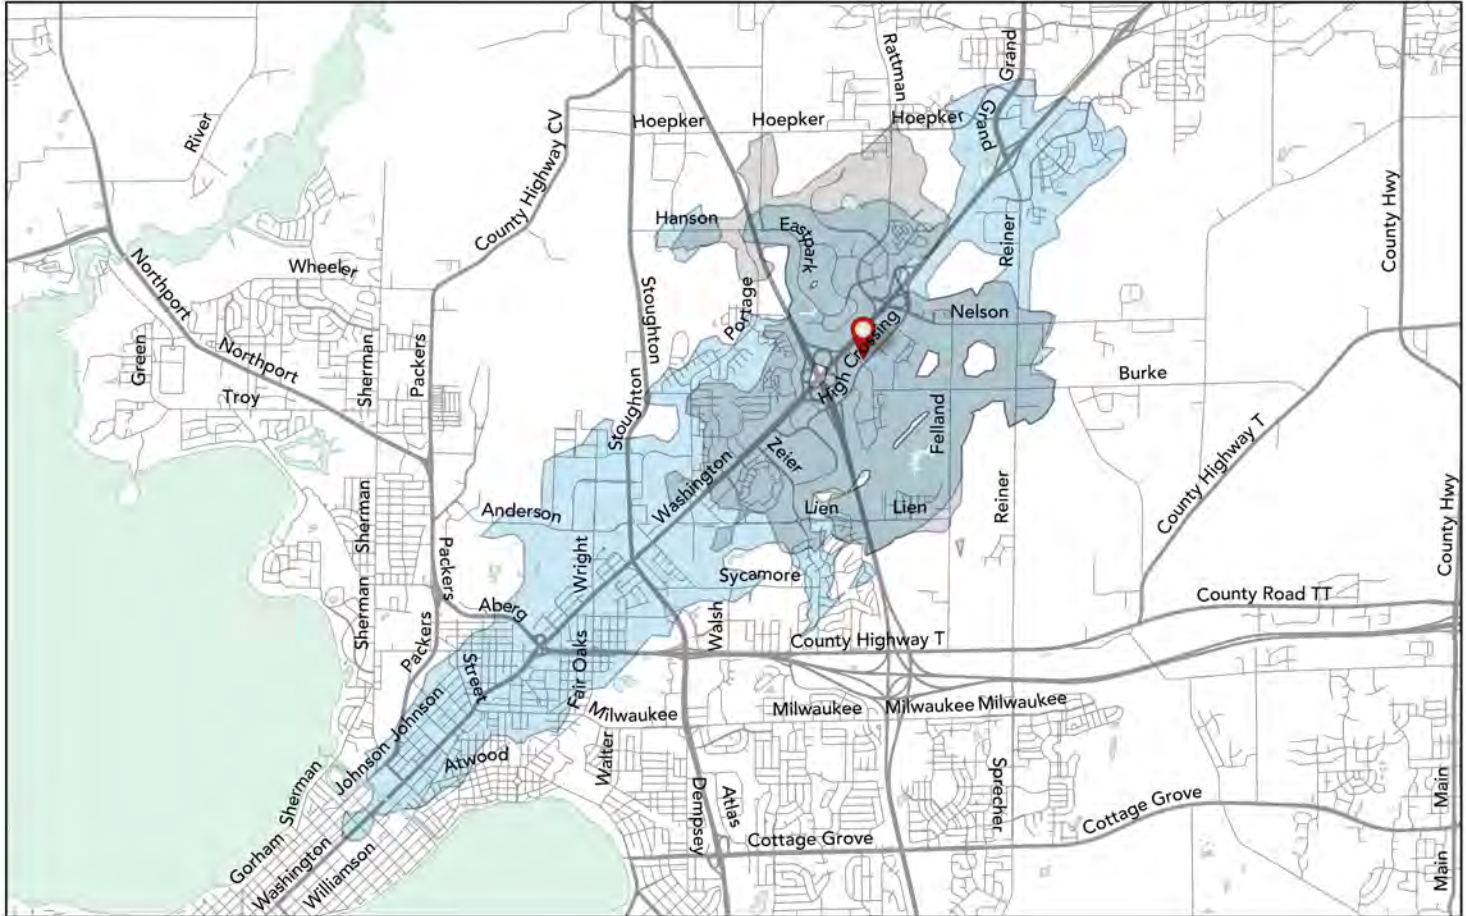 Grand
Rattman
River
County Highway CV
Hoepker
Hoepker
Hoepker
Grand
Hanson
Eastpark
Reiner
County Hwy
Wheeler
Northport
Stoughton
Portage
Nelson
High Crossing
Green
Northport
Sherman
Packers
Burke
Troy
Stoughton
Felland
County Highway T
Zeier
Washington
Anderson
Sherman
Lien
Lien
Reiner
County Hwy
Packers
Wright
Sycamore
Sherman
Aberg
County Road TT
Packers
Walsh
County Highway T
Fair Oaks
Street
Milwaukee
Milwaukee
Milwaukee
Milwaukee
Johnson
Johnson
Atwood
Walter
Sherman
Dempsey
Atlas
Sprecher
Main
Cottage Grove
Cottage Grove
Gorham
Washington
Williamson
Main